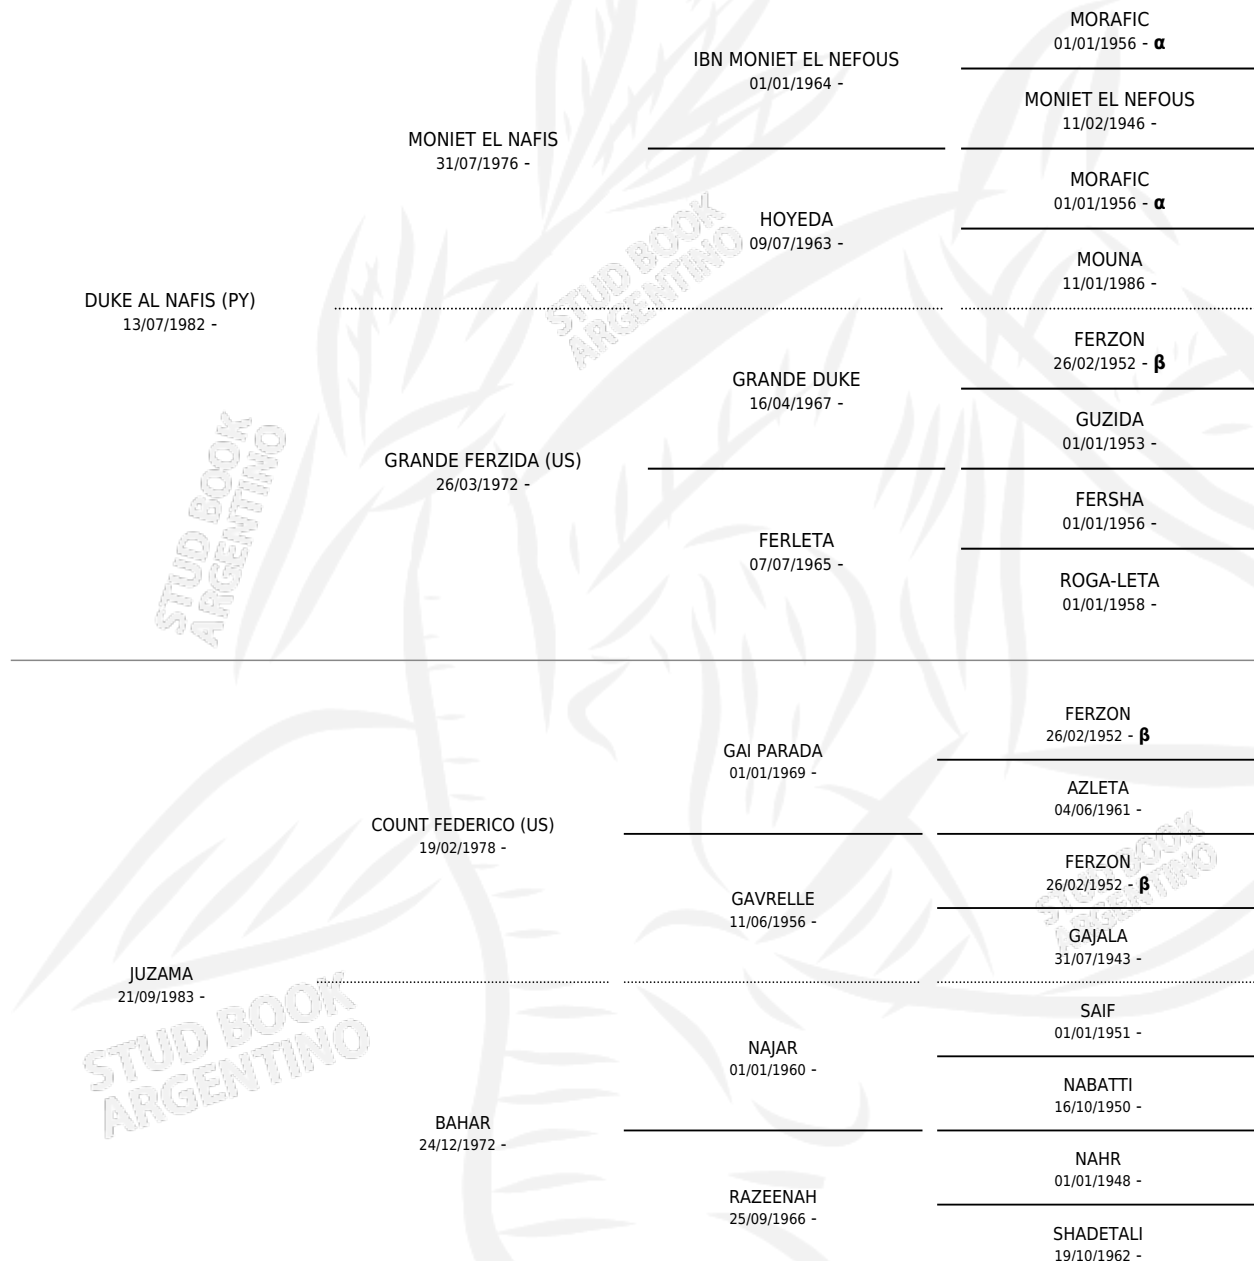 MORAFIC
01/01/1956 - α
IBN MONIET EL NEFOUS
01/01/1964 -
MONIET EL NEFOUS
11/02/1946 -
MONIET EL NAFIS
31/07/1976 -
MORAFIC
01/01/1956 - α
HOYEDA
09/07/1963 -
MOUNA
11/01/1986 -
DUKE AL NAFIS (PY)
13/07/1982 -
FERZON
26/02/1952 - β
GRANDE DUKE
16/04/1967 -
GUZIDA
01/01/1953 -
GRANDE FERZIDA (US)
26/03/1972 -
FERSHA
01/01/1956 -
FERLETA
07/07/1965 -
ROGA-LETA
01/01/1958 -
FERZON
26/02/1952 - β
GAI PARADA
01/01/1969 -
AZLETA
04/06/1961 -
COUNT FEDERICO (US)
19/02/1978 -
FERZON
26/02/1952 - β
GAVRELLE
11/06/1956 -
GAJALA
31/07/1943 -
JUZAMA
21/09/1983 -
SAIF
01/01/1951 -
NAJAR
01/01/1960 -
NABATTI
16/10/1950 -
BAHAR
24/12/1972 -
NAHR
01/01/1948 -
RAZEENAH
25/09/1966 -
SHADETALI
19/10/1962 -
STUD BOOK
ARGENTINO
STUD BOOK
ARGENTINO
STUD BOOK
ARGENTINO
STUD BOOK
ARGENTINO